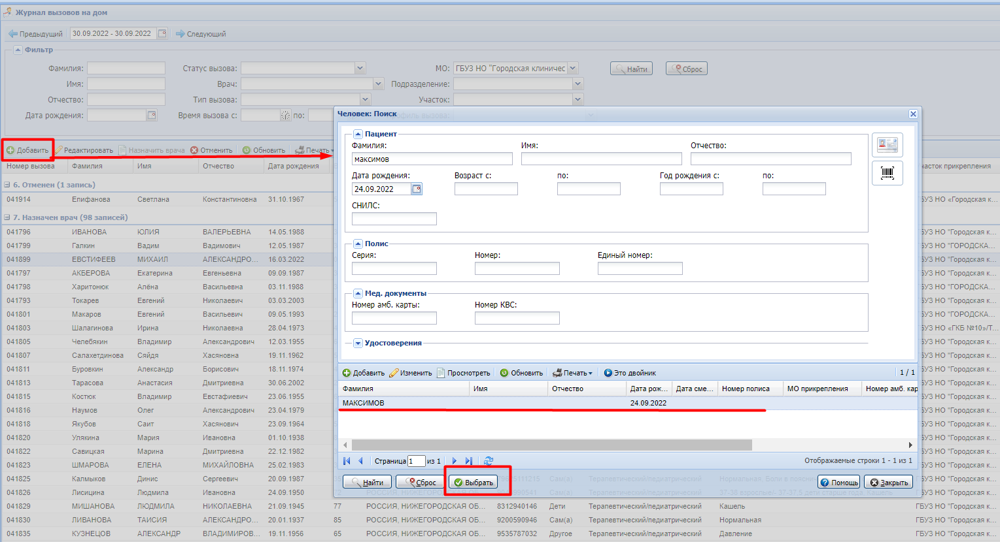 Журнал вызовов на дом
Предыдущий 30.09.2022 - 30.09.2022 Следующий
Фильтр
Фамилия: Статус вызова: МО: ГБУЗ НО "Городская клиничес Найти Сброс
Имя: Врач: Подразделение:
Отчество: Тип вызова: Участок:
Дата рождения: Время вызова с: по:
Добавить Редактировать Назначить врача Отменить Обновить Печать
Номер вызова Фамилия Имя Отчество Дата рождения часток прикрепления
6. Отменен (1 запись)
041914 Епифанова Светлана Константиновна 31.10.1967 БУЗ НО «Городская к...
7. Назначен врач (98 записей)
041796 ИВАНОВА ЮЛИЯ ВАЛЕРЬЕВНА 14.05.1988 БУЗ НО "Городская к...
041799 Галкин Вадим Вадимович 12.05.1987 БУЗ НО "ГОРОДСКА...
041899 ЕВСТИФЕЕВ МИХАИЛ АЛЕКСАНДРО... 16.03.2022 БУЗ НО "Городская к...
041797 АКБЕРОВА Екатерина Евгеньевна 09.09.1987 БУЗ НО "Городская к...
041798 Харитонюк Алёна Васильевна 03.11.1988 БУЗ НО "ГОРОДСКА...
041793 Токарев Евгений Николаевич 03.03.2003 БУЗ НО "Городская к...
041801 Макаров Евгений Васильевич 09.05.1993 БУЗ НО "ГОРОДСКА...
041803 Шалагинова Ирина Николаевна 28.04.1973 БУЗ НО «ГКБ №10»/Т...
041805 Челебякин Владимир Александрович 12.03.1955 БУЗ НО "Городская к...
041807 Салахетдинова Сяйдя Хасяновна 19.11.1962 БУЗ НО "Городская к...
041811 Буровкин Александр Борисович 18.11.1974 БУЗ НО "Городская к...
041813 Тарасова Анастасия Дмитриевна 30.06.2002 БУЗ НО "Городская к...
041815 Костюк Владимир Евстафиевич 23.06.1955 БУЗ НО "Городская к...
041816 Наумов Олег Александрович 23.04.1979 БУЗ НО "Городская к...
041818 Якубов Саит Хасянович 23.09.1964 БУЗ НО "Городская к...
041820 Улякина Мария Ивановна 01.10.1938 БУЗ НО "Городская к...
041822 Савицкая Марина Дмитриевна 22.12.1982 БУЗ НО "Городская к...
041823 ШМАРОВА ЕЛЕНА МИХАЙЛОВНА 25.02.1983 БУЗ НО "Городская к...
041825 Калмыков Динис Сергеевич 20.09.1987 БУЗ НО "Городская к...
041826 Лисицина Людмила Ивановна 24.09.1950 БУЗ НО "Городская к...
041829 МИШАНОВА ЛЮДМИЛА НИКОЛАЕВНА 21.09.1945 77 РОССИЯ, НИЖЕГОРОДСКАЯ ОБ... 8312940146 Дети Терапевтический/педиатрический Кашель ГБУЗ НО "Городская к...
041830 ЛИВАНОВА ТАИСИЯ АЛЕКСАНДРО... 20.01.1937 85 РОССИЯ, НИЖЕГОРОДСКАЯ ОБ... 9200590946 Сам(а) Терапевтический/педиатрический Нормальная ГБУЗ НО "Городская к...
041835 КУЗНЕЦОВ АЛЕКСАНДР ВЛАДИМИРОВ... 19.11.1956 65 РОССИЯ, НИЖЕГОРОДСКАЯ ОБ... 9535787032 Другое Терапевтический/педиатрический Давление ГБУЗ НО "Городская к...
Человек: Поиск
Пациент
Фамилия: Имя: Отчество:
максимов
Дата рождения: Возраст с: по: Год рождения с: по:
24.09.2022
СНИЛС:
Полис
Серия: Номер: Единый номер:
Мед. документы
Номер амб. карты: Номер КВС:
Удостоверения
Добавить Изменить Просмотреть Обновить Печать Это двойник 1 / 1
Фамилия Имя Отчество Дата рож... Дата сме... Номер полиса МО прикрепления Номер амб. кар
МАКСИМОВ 24.09.2022
Страница 1 из 1 Отображаемые строки 1 - 1 из 1
Найти Сброс Выбрать Помощь Закрыть